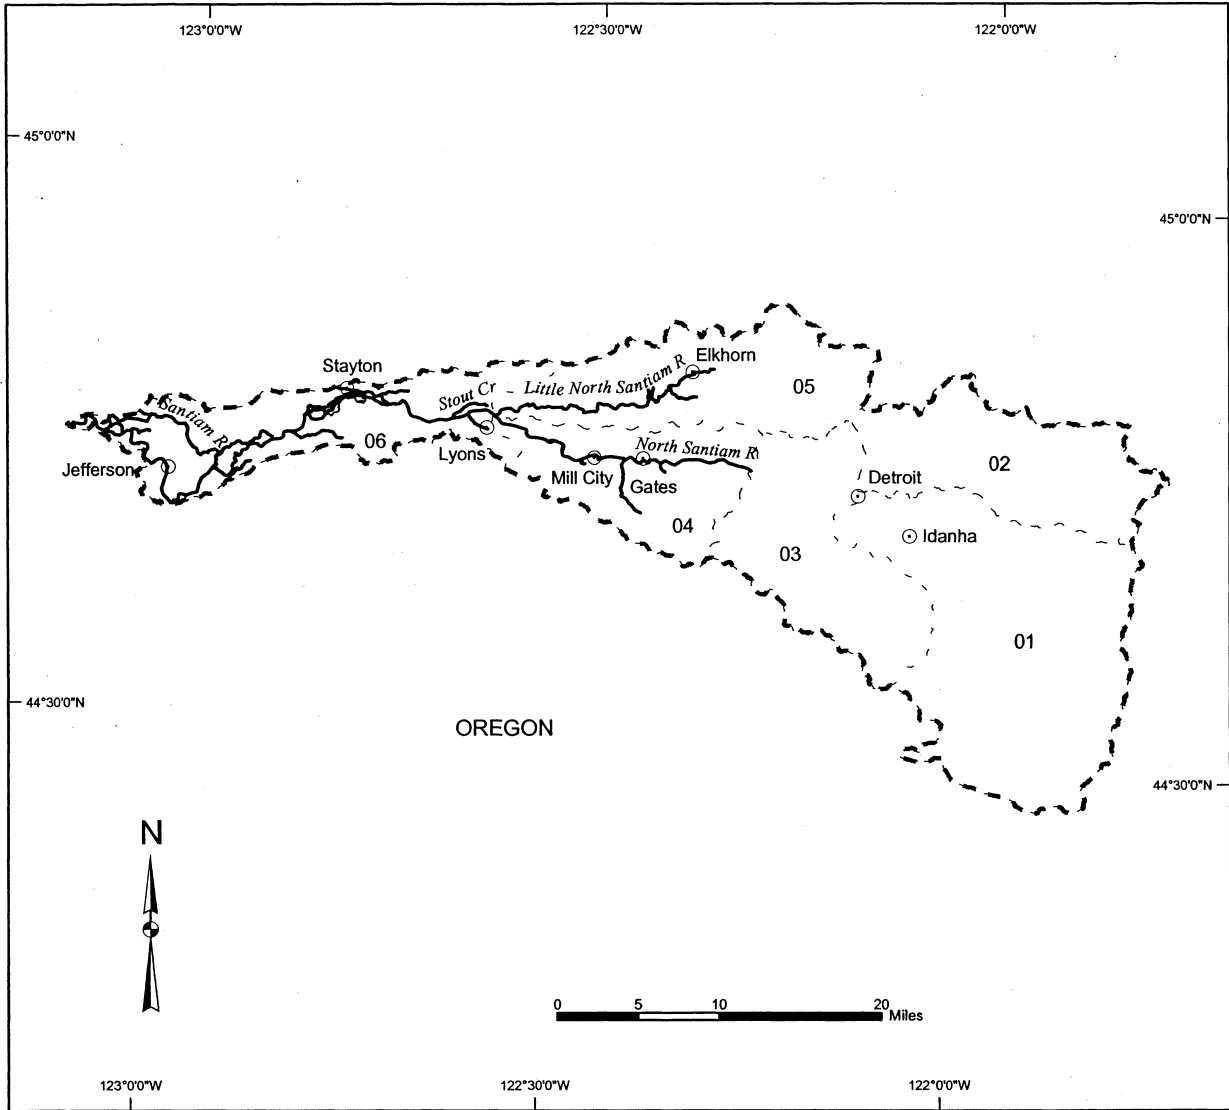 123°0'0"W
122°30'0"W
122°0'0"W
45°0'0"N
45°0'0"N
Elkhorn
Stayton
Little North Santiam R
05
Stout Cr
Santiam R
06
North Santiam R
Lyons
02
Jefferson
Mill City
Gates
Detroit
04
Idanha
03
01
44°30'0"N
OREGON
44°30'0"N
N
0 5 10 20
Miles
123°0'0"W
122°30'0"W
122°0'0"W